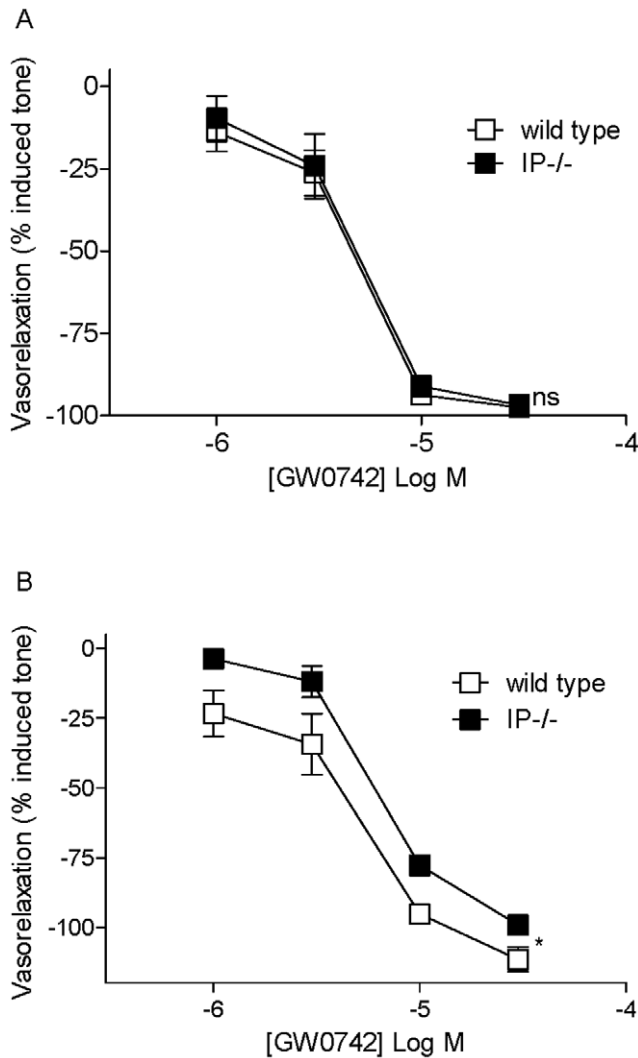 A
0
-25
-50
-75
-100
Vasorelaxation (% induced tone)
wild type
IP-/-
ns
-6
-5
-4
[GW0742] Log M
B
0
-25
-50
-75
-100
Vasorelaxation (% induced tone)
wild type
IP-/-
*
-6
-5
-4
[GW0742] Log M